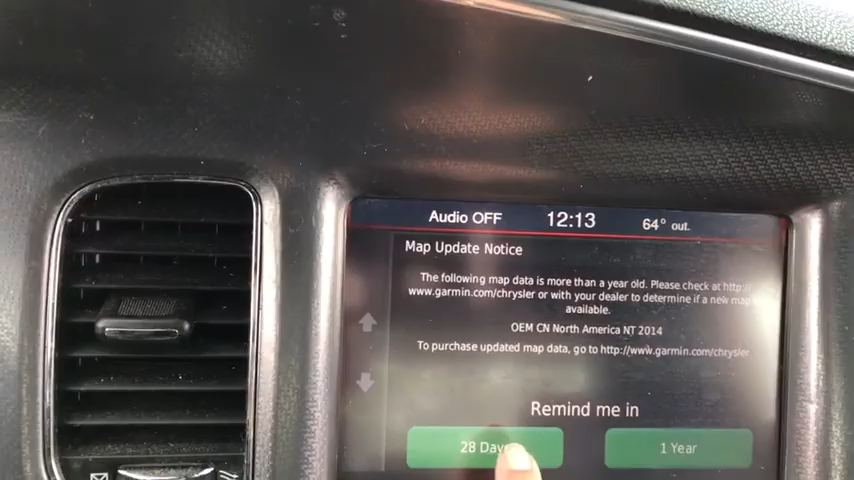 Audio OFF 12:13 64° out.
Map Update Notice
The following map data is more than a year old. Please check at http://
www.garmin.com/chrysler or with your dealer to determine if a new map
available.
OEM CN North America NT 2014
To purchase updated map data, go to http://www.garmin.com/chrysler
Remind me in
28 Days 1 Year